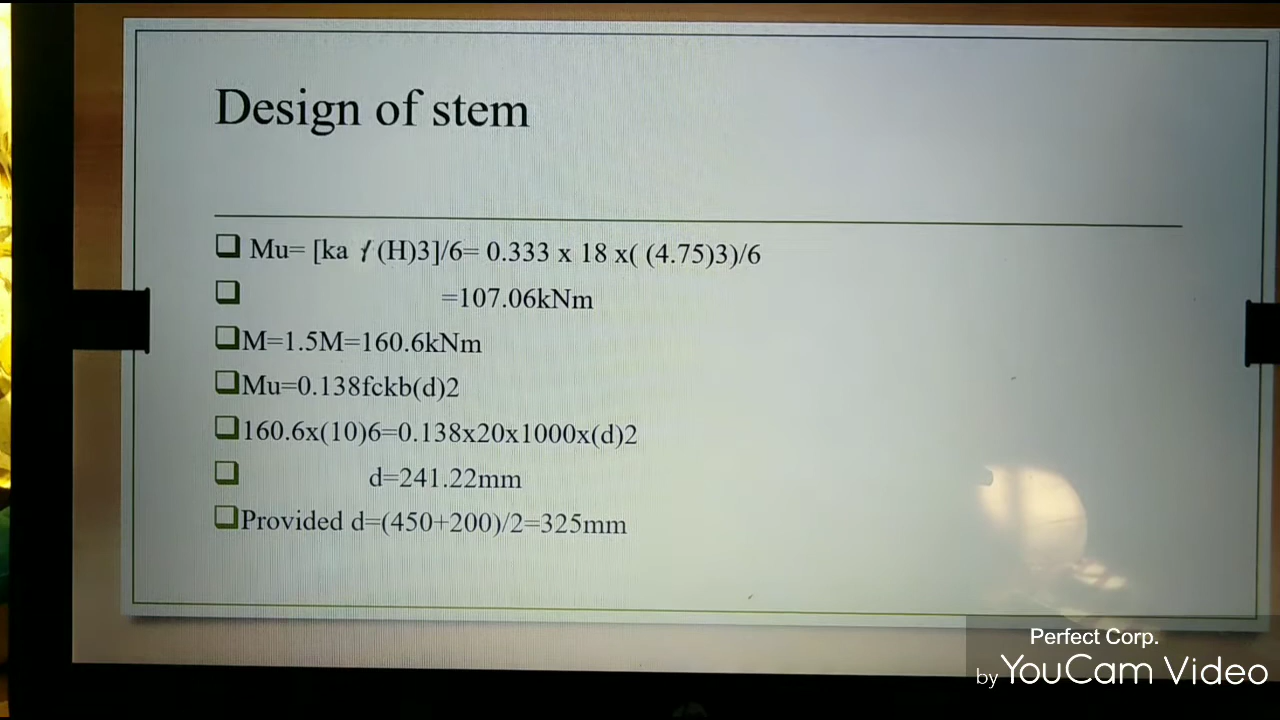 Design of stem
Mu= [ka γ (H)3]/6= 0.333 x 18 x( (4.75)3)/6
=107.06kNm
M=1.5M=160.6kNm
Mu=0.138fckb(d)2
160.6x(10)6=0.138x20x1000x(d)2
d=241.22mm
Provided d=(450+200)/2=325mm
Perfect Corp.
by YouCam Video